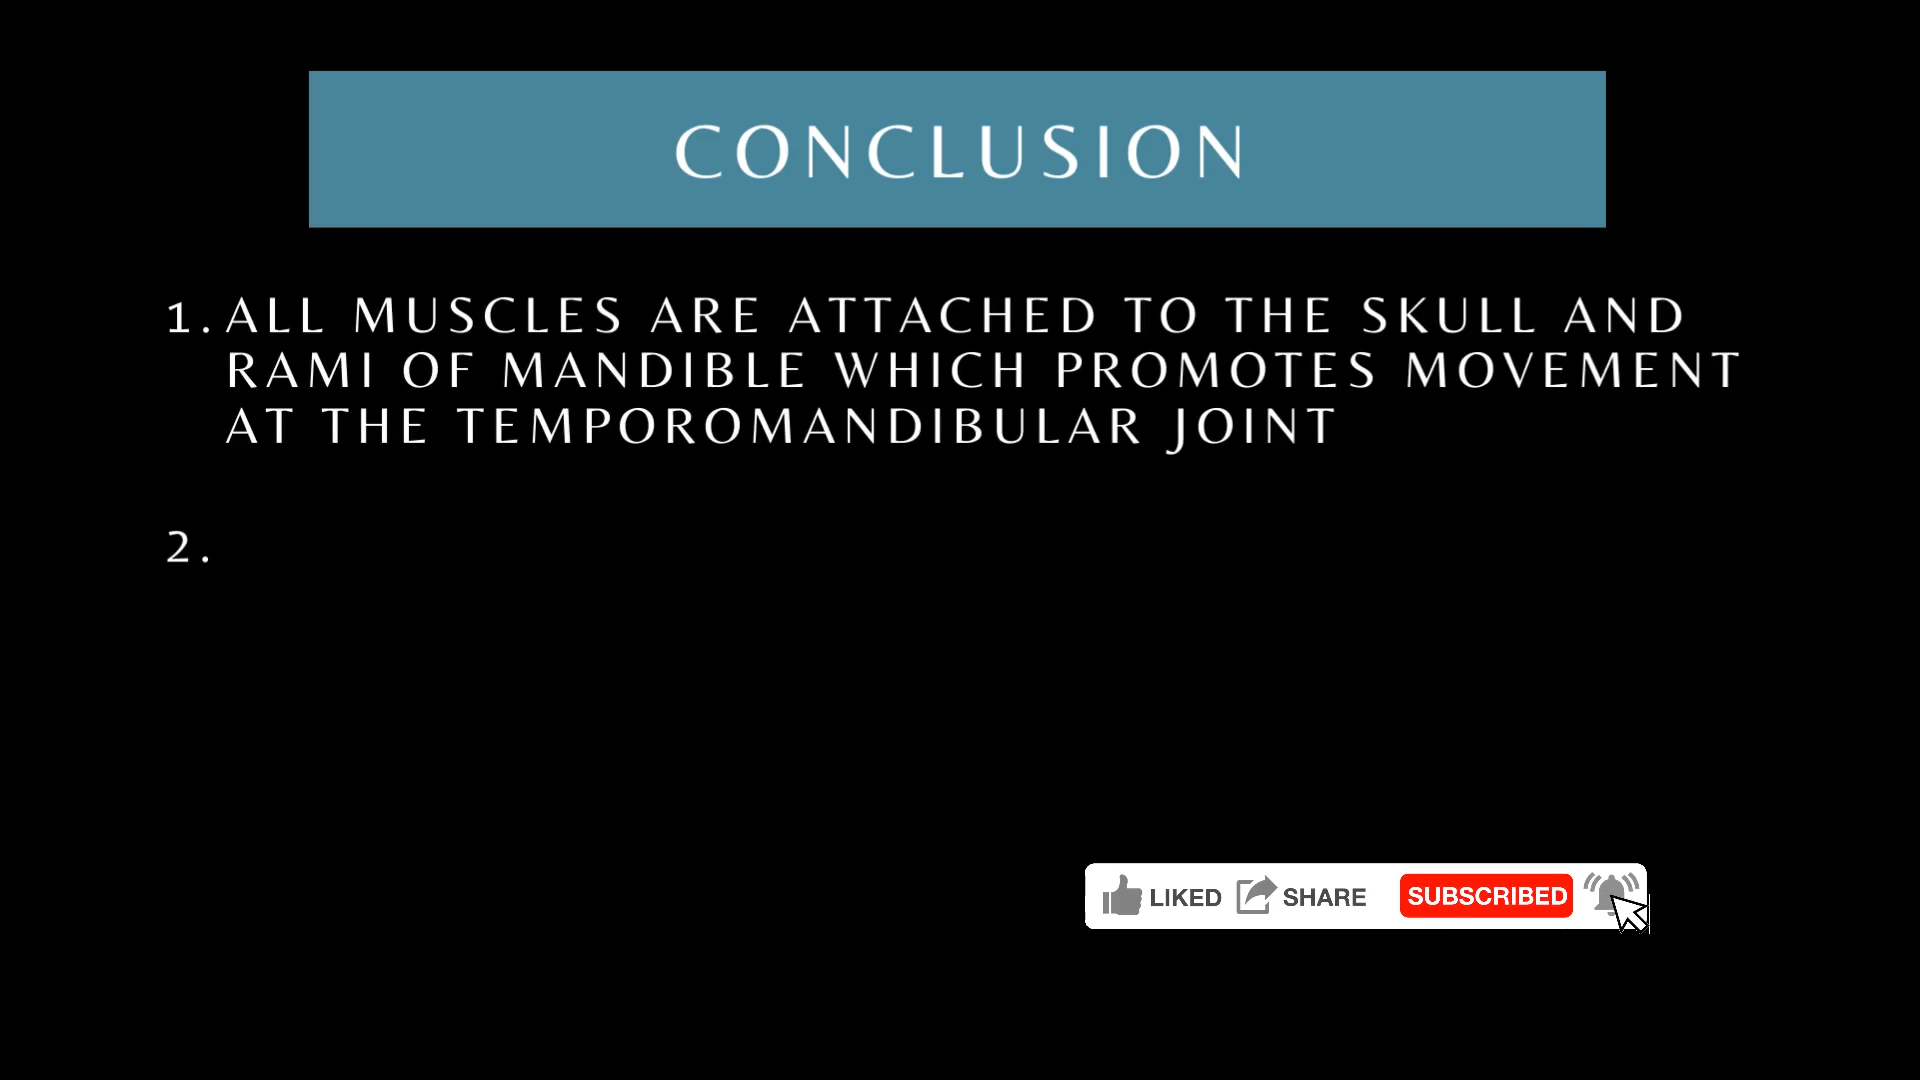 CONCLUSION
1. ALL MUSCLES ARE ATTACHED TO THE SKULL AND
RAMI OF MANDIBLE WHICH PROMOTES MOVEMENT
AT THE TEMPOROMANDIBULAR JOINT
2.
LIKED SHARE SUBSCRIBED